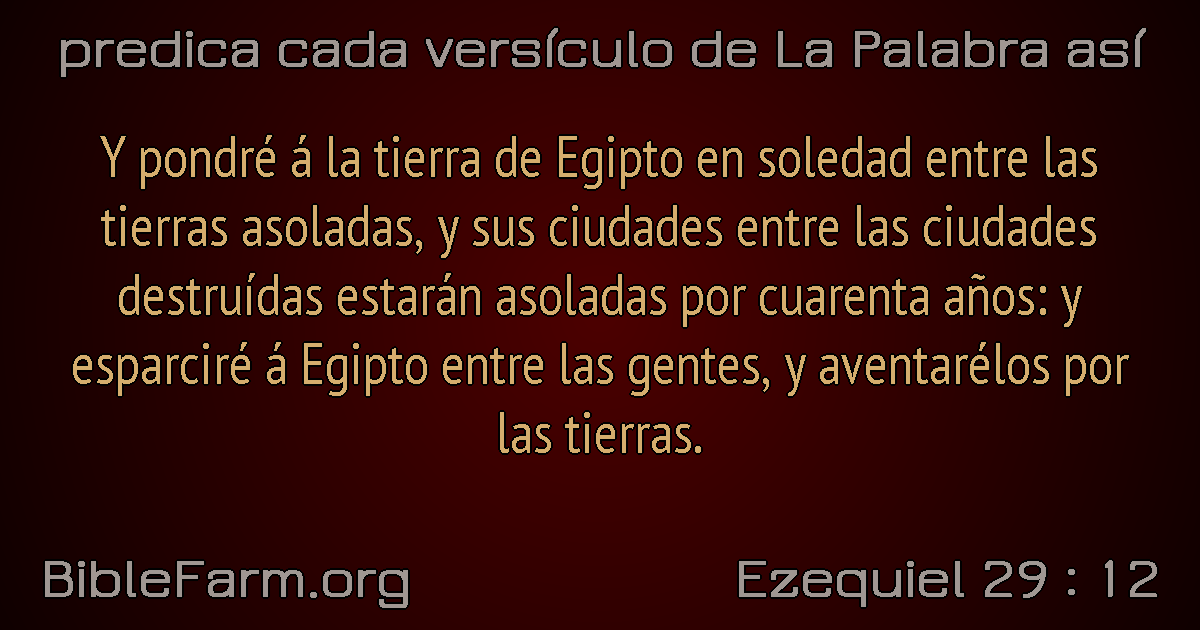 predica cada versículo de La Palabra así
Y pondré á la tierra de Egipto en soledad entre las
tierras asoladas, y sus ciudades entre las ciudades
destruídas estarán asoladas por cuarenta años: y
esparciré á Egipto entre las gentes, y aventarélos por
las tierras.
BibleFarm.org
Ezequiel 29 : 12